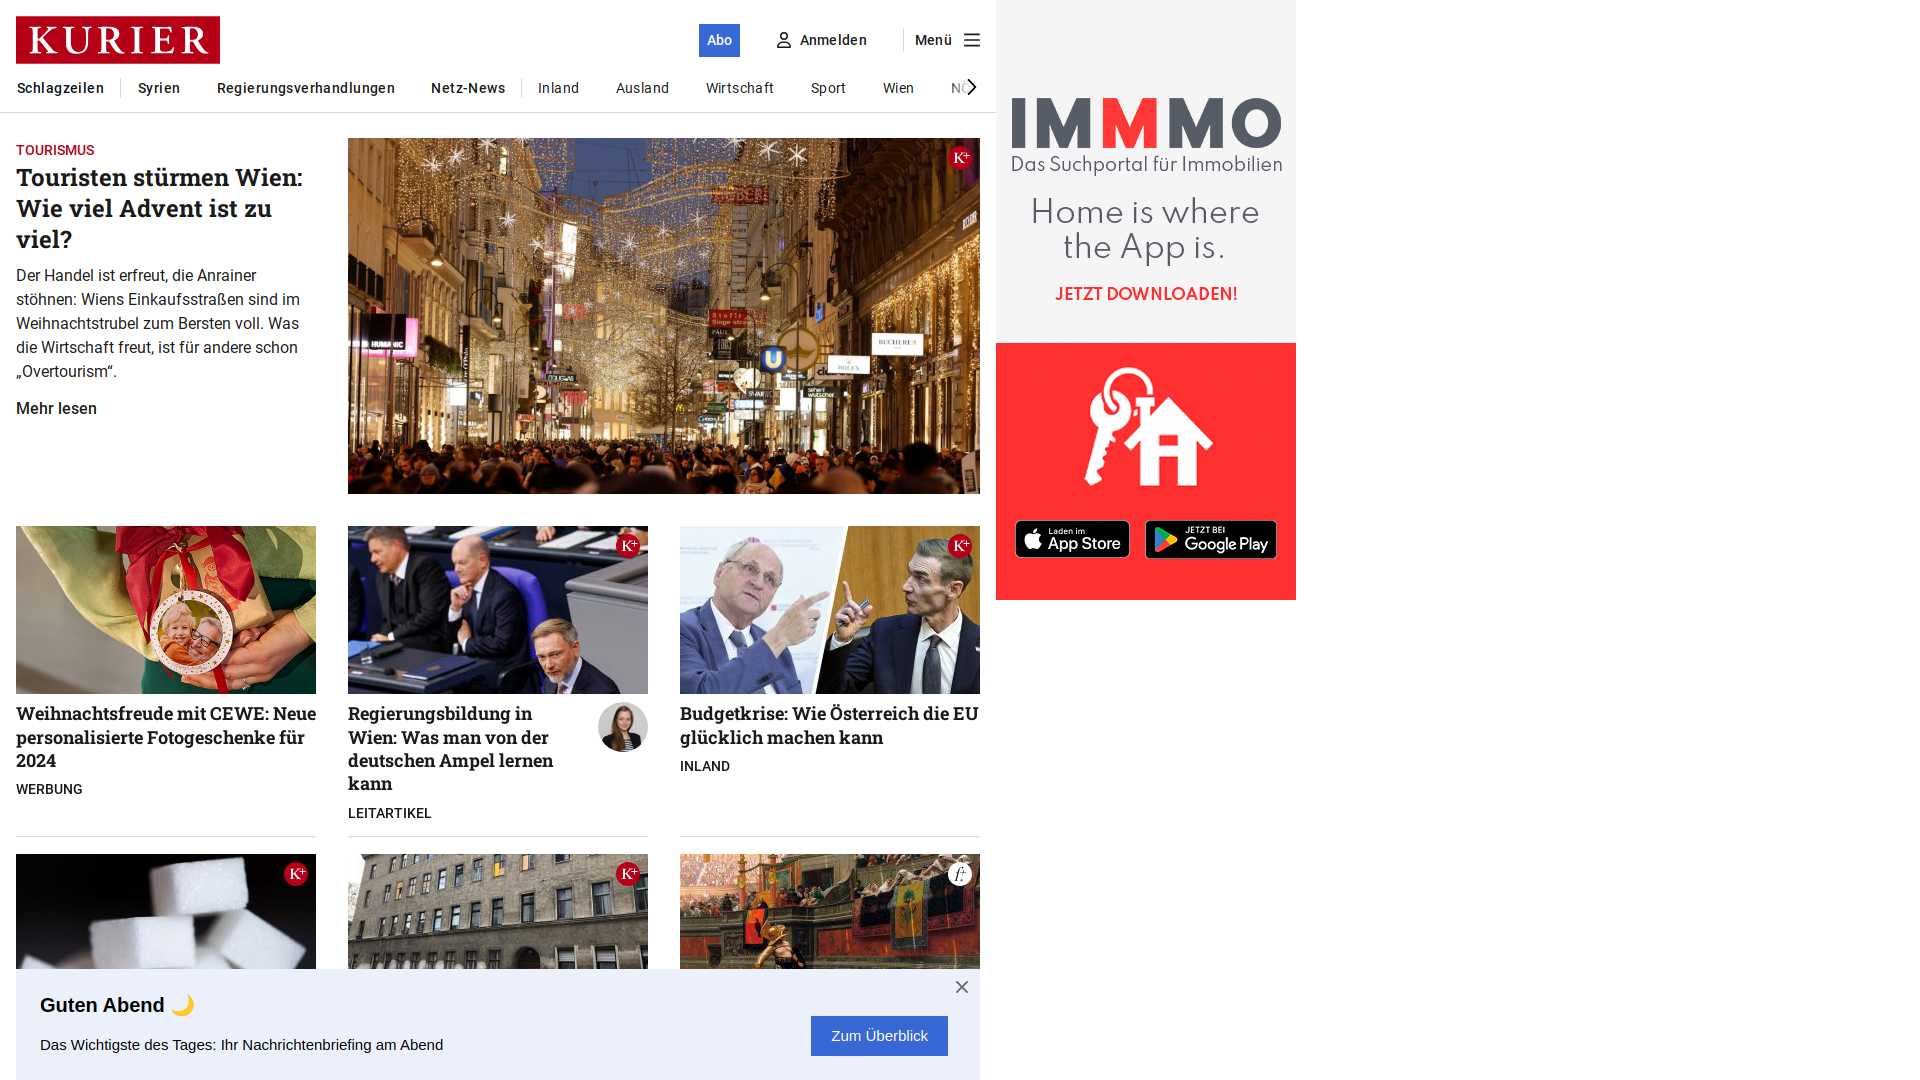 KURIER
Abo
Anmelden
Menü
Schlagzeilen
Syrien
Regierungsverhandlungen
Netz-News
Inland
Ausland
Wirtschaft
Sport
Wien
NÖ
TOURISMUS
Touristen stürmen Wien:
Wie viel Advent ist zu
viel?
Der Handel ist erfreut, die Anrainer
stöhnen: Wiens Einkaufsstraßen sind im
Weihnachtstrubel zum Bersten voll. Was
die Wirtschaft freut, ist für andere schon
„Overtourism“.
Mehr lesen
K+
HUMANIC
BUCHERER
U
Weihnachtsfreude mit CEWE: Neue
personalisierte Fotogeschenke für
2024
WERBUNG
K+
Regierungsbildung in
Wien: Was man von der
deutschen Ampel lernen
kann
LEITARTIKEL
K+
Budgetkrise: Wie Österreich die EU
glücklich machen kann
INLAND
K+
K+
f+
Guten Abend 🌙
Das Wichtigste des Tages: Ihr Nachrichtenbriefing am Abend
Zum Überblick
IMMMO
Das Suchportal für Immobilien
Home is where
the App is.
JETZT DOWNLOADEN!
Laden im
App Store
JETZT BEI
Google Play